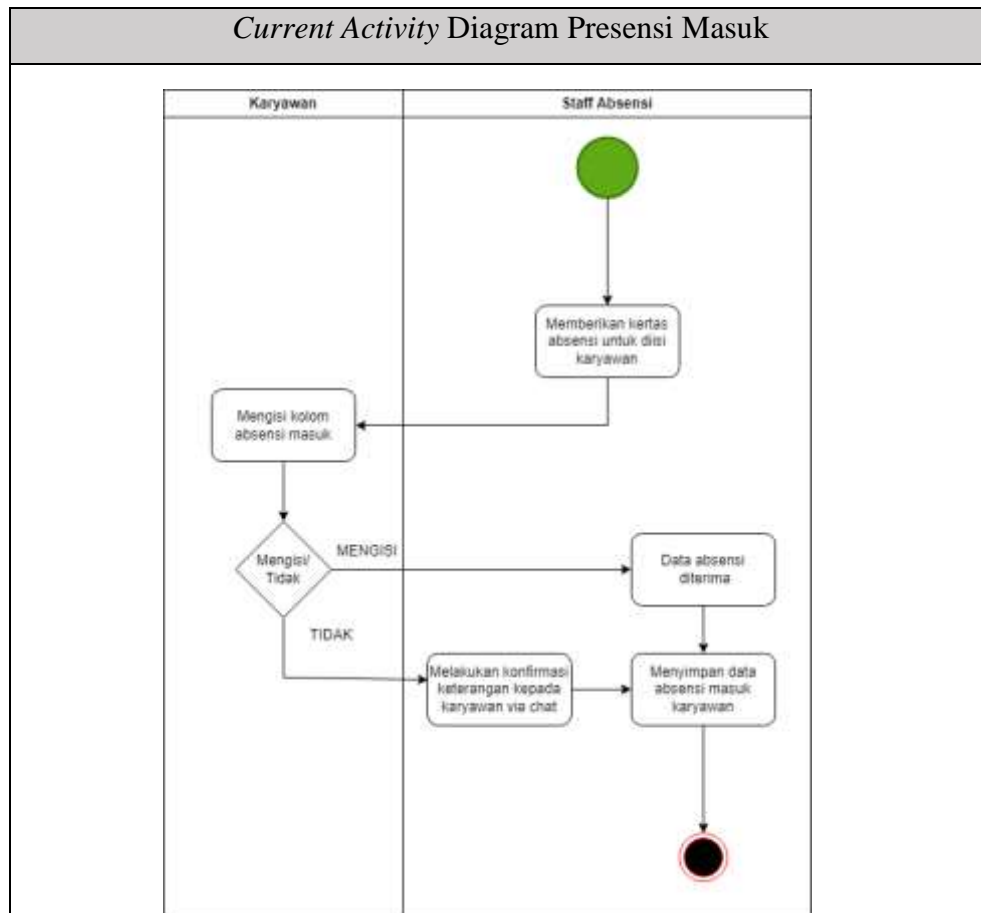 Current Activity Diagram Presensi Masuk
Karyawan
Staff Absensi
Memberikan kertas
absensi untuk diisi
karyawan
Mengisi kolom
absensi masuk
Mengisi/
Tidak
MENGISI
Data absensi
diterima
TIDAK
Melakukan konfirmasi
keterangan kepada
karyawan via chat
Menyimpan data
absensi masuk
karyawan